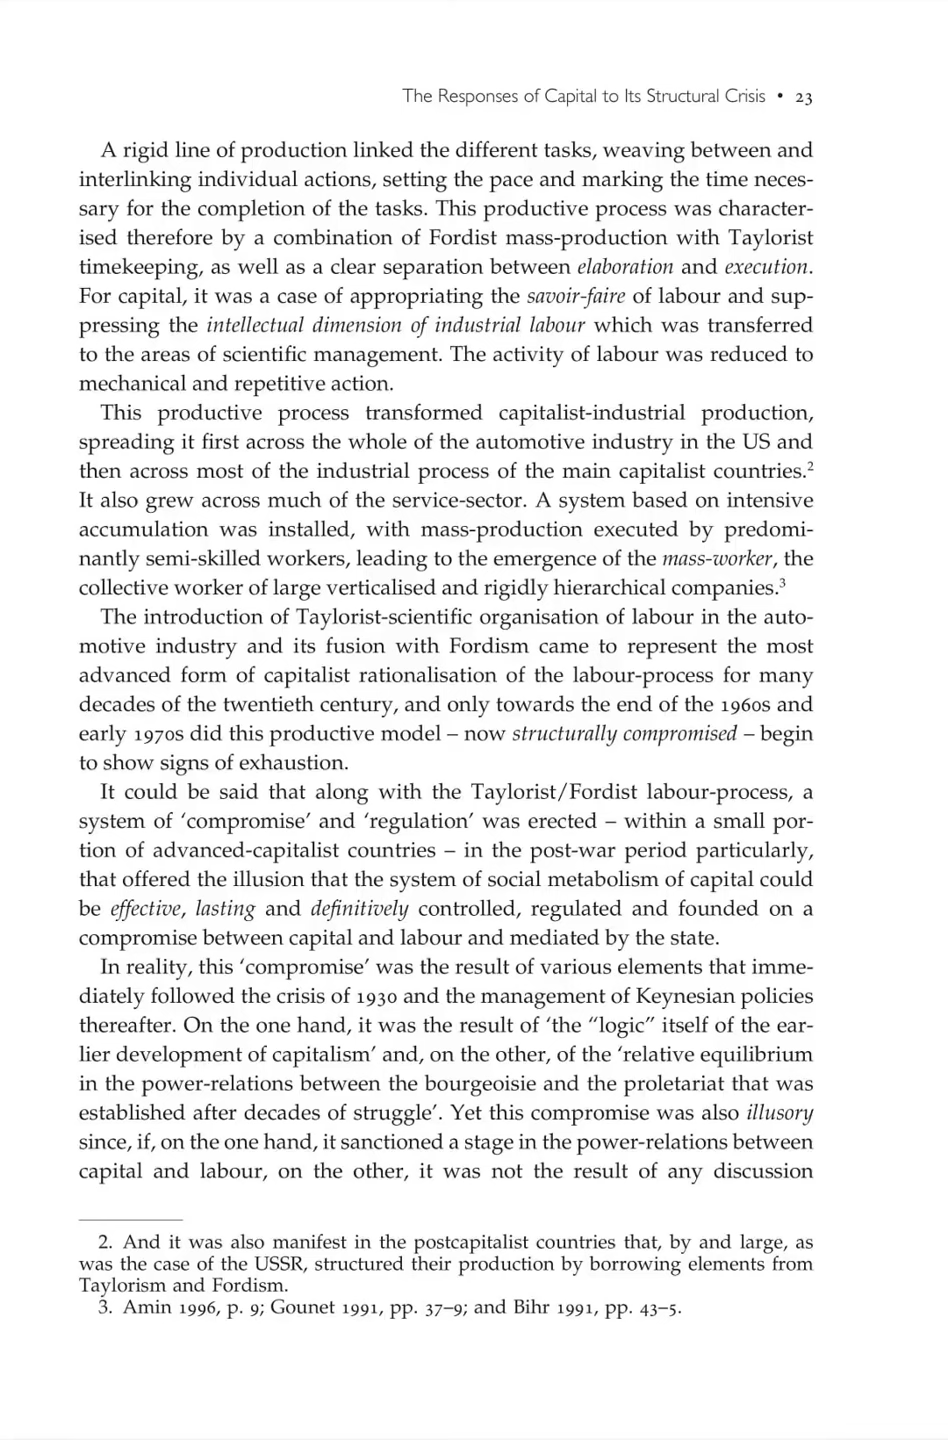 The Responses of Capital to Its Structural Crisis • 23
A rigid line of production linked the different tasks, weaving between and
interlinking individual actions, setting the pace and marking the time neces-
sary for the completion of the tasks. This productive process was character-
ised therefore by a combination of Fordist mass-production with Taylorist
timekeeping, as well as a clear separation between elaboration and execution.
For capital, it was a case of appropriating the savoir-faire of labour and sup-
pressing the intellectual dimension of industrial labour which was transferred
to the areas of scientific management. The activity of labour was reduced to
mechanical and repetitive action.
This productive process transformed capitalist-industrial production,
spreading it first across the whole of the automotive industry in the US and
then across most of the industrial process of the main capitalist countries.2
It also grew across much of the service-sector. A system based on intensive
accumulation was installed, with mass-production executed by predomi-
nantly semi-skilled workers, leading to the emergence of the mass-worker, the
collective worker of large verticalised and rigidly hierarchical companies.3
The introduction of Taylorist-scientific organisation of labour in the auto-
motive industry and its fusion with Fordism came to represent the most
advanced form of capitalist rationalisation of the labour-process for many
decades of the twentieth century, and only towards the end of the 1960s and
early 1970s did this productive model – now structurally compromised – begin
to show signs of exhaustion.
It could be said that along with the Taylorist/Fordist labour-process, a
system of ‘compromise’ and ‘regulation’ was erected – within a small por-
tion of advanced-capitalist countries – in the post-war period particularly,
that offered the illusion that the system of social metabolism of capital could
be effective, lasting and definitively controlled, regulated and founded on a
compromise between capital and labour and mediated by the state.
In reality, this ‘compromise’ was the result of various elements that imme-
diately followed the crisis of 1930 and the management of Keynesian policies
thereafter. On the one hand, it was the result of ‘the “logic” itself of the ear-
lier development of capitalism’ and, on the other, of the ‘relative equilibrium
in the power-relations between the bourgeoisie and the proletariat that was
established after decades of struggle’. Yet this compromise was also illusory
since, if, on the one hand, it sanctioned a stage in the power-relations between
capital and labour, on the other, it was not the result of any discussion
2. And it was also manifest in the postcapitalist countries that, by and large, as
was the case of the USSR, structured their production by borrowing elements from
Taylorism and Fordism.
3. Amin 1996, p. 9; Gounet 1991, pp. 37–9; and Bihr 1991, pp. 43–5.